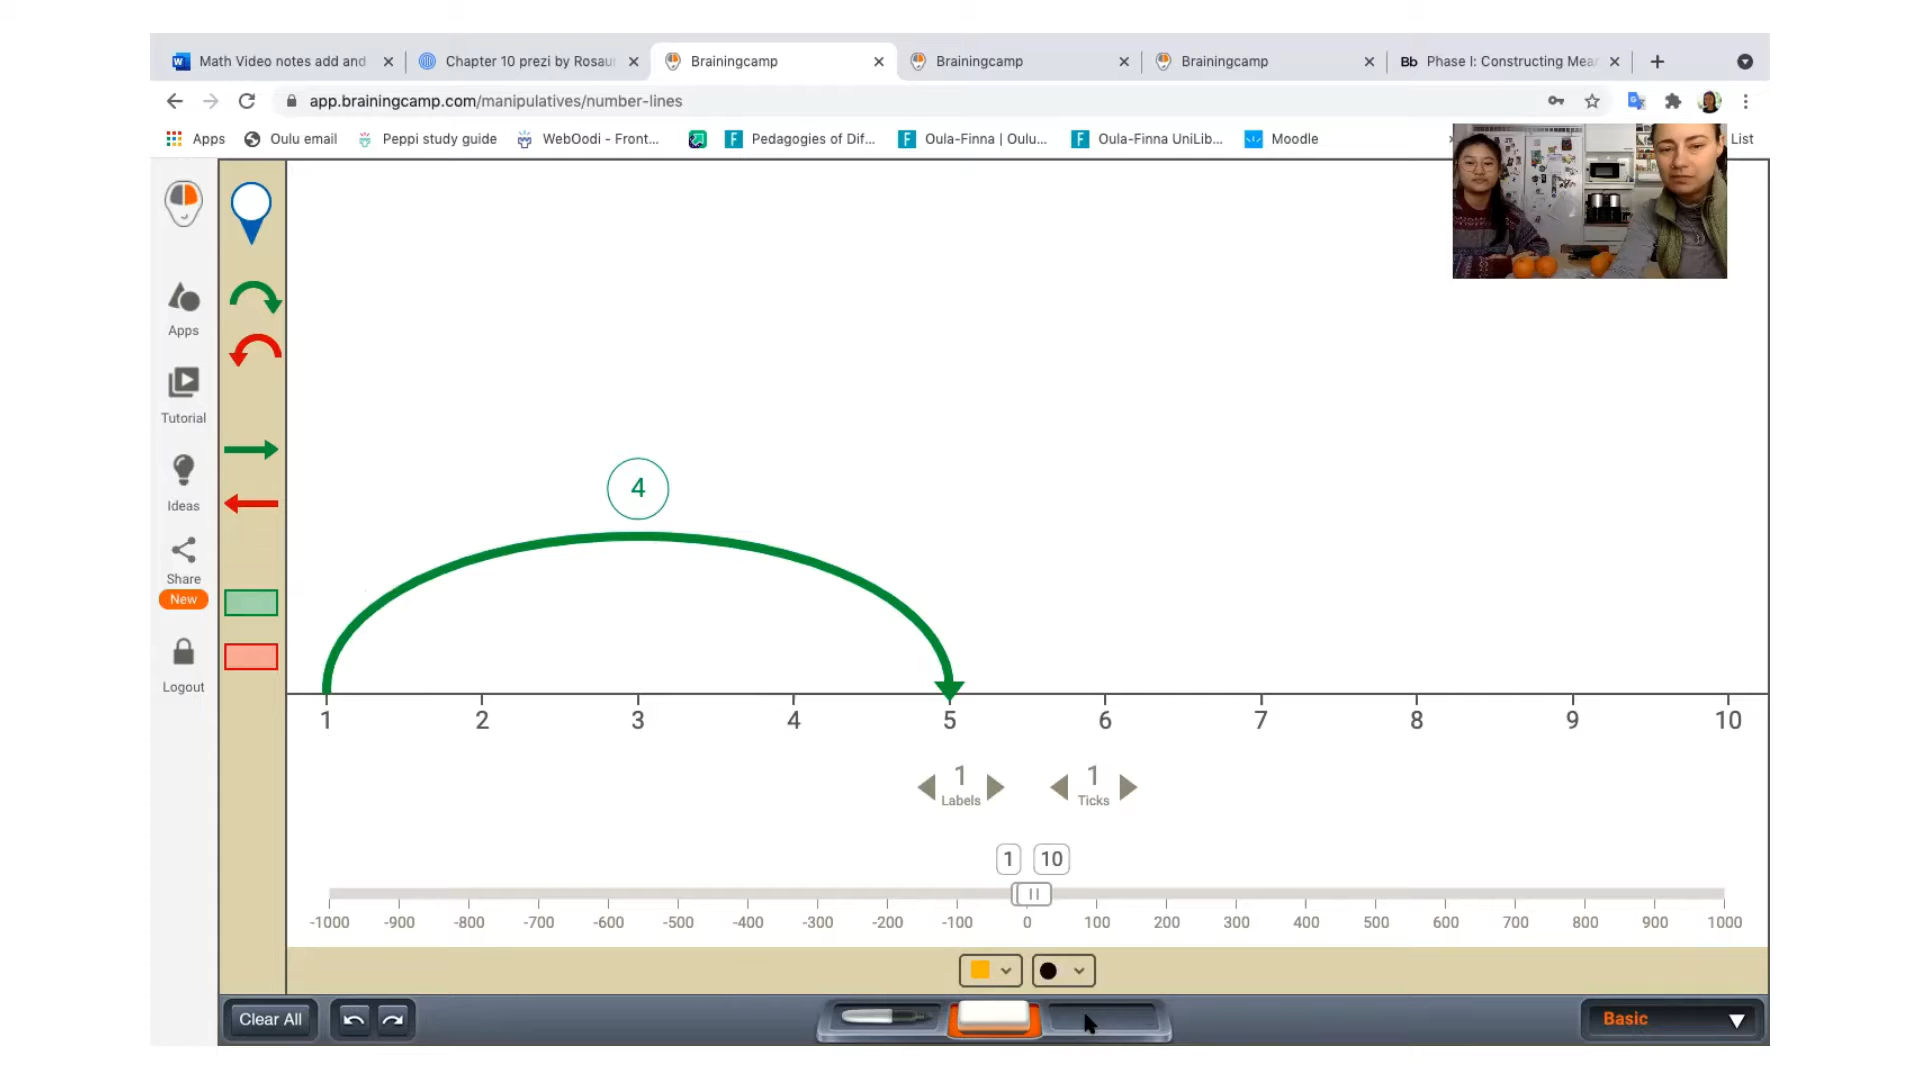 Math Video notes add and
Chapter 10 prezi by Rosau
Brainingcamp
Brainingcamp
Brainingcamp
Bb Phase I: Constructing Mea
app.brainingcamp.com/manipulatives/number-lines
Apps
Oulu email
Peppi study guide
WebOodi - Front...
Pedagogies of Dif...
Oula-Finna | Oulu...
Oula-Finna UniLib...
Moodle
List
Apps
Tutorial
Ideas
Share
New
Logout
4
1 2 3 4 5 6 7 8 9 10
1 1
Labels Ticks
1 10
-1000 -900 -800 -700 -600 -500 -400 -300 -200 -100 0 100 200 300 400 500 600 700 800 900 1000
Clear All
Basic